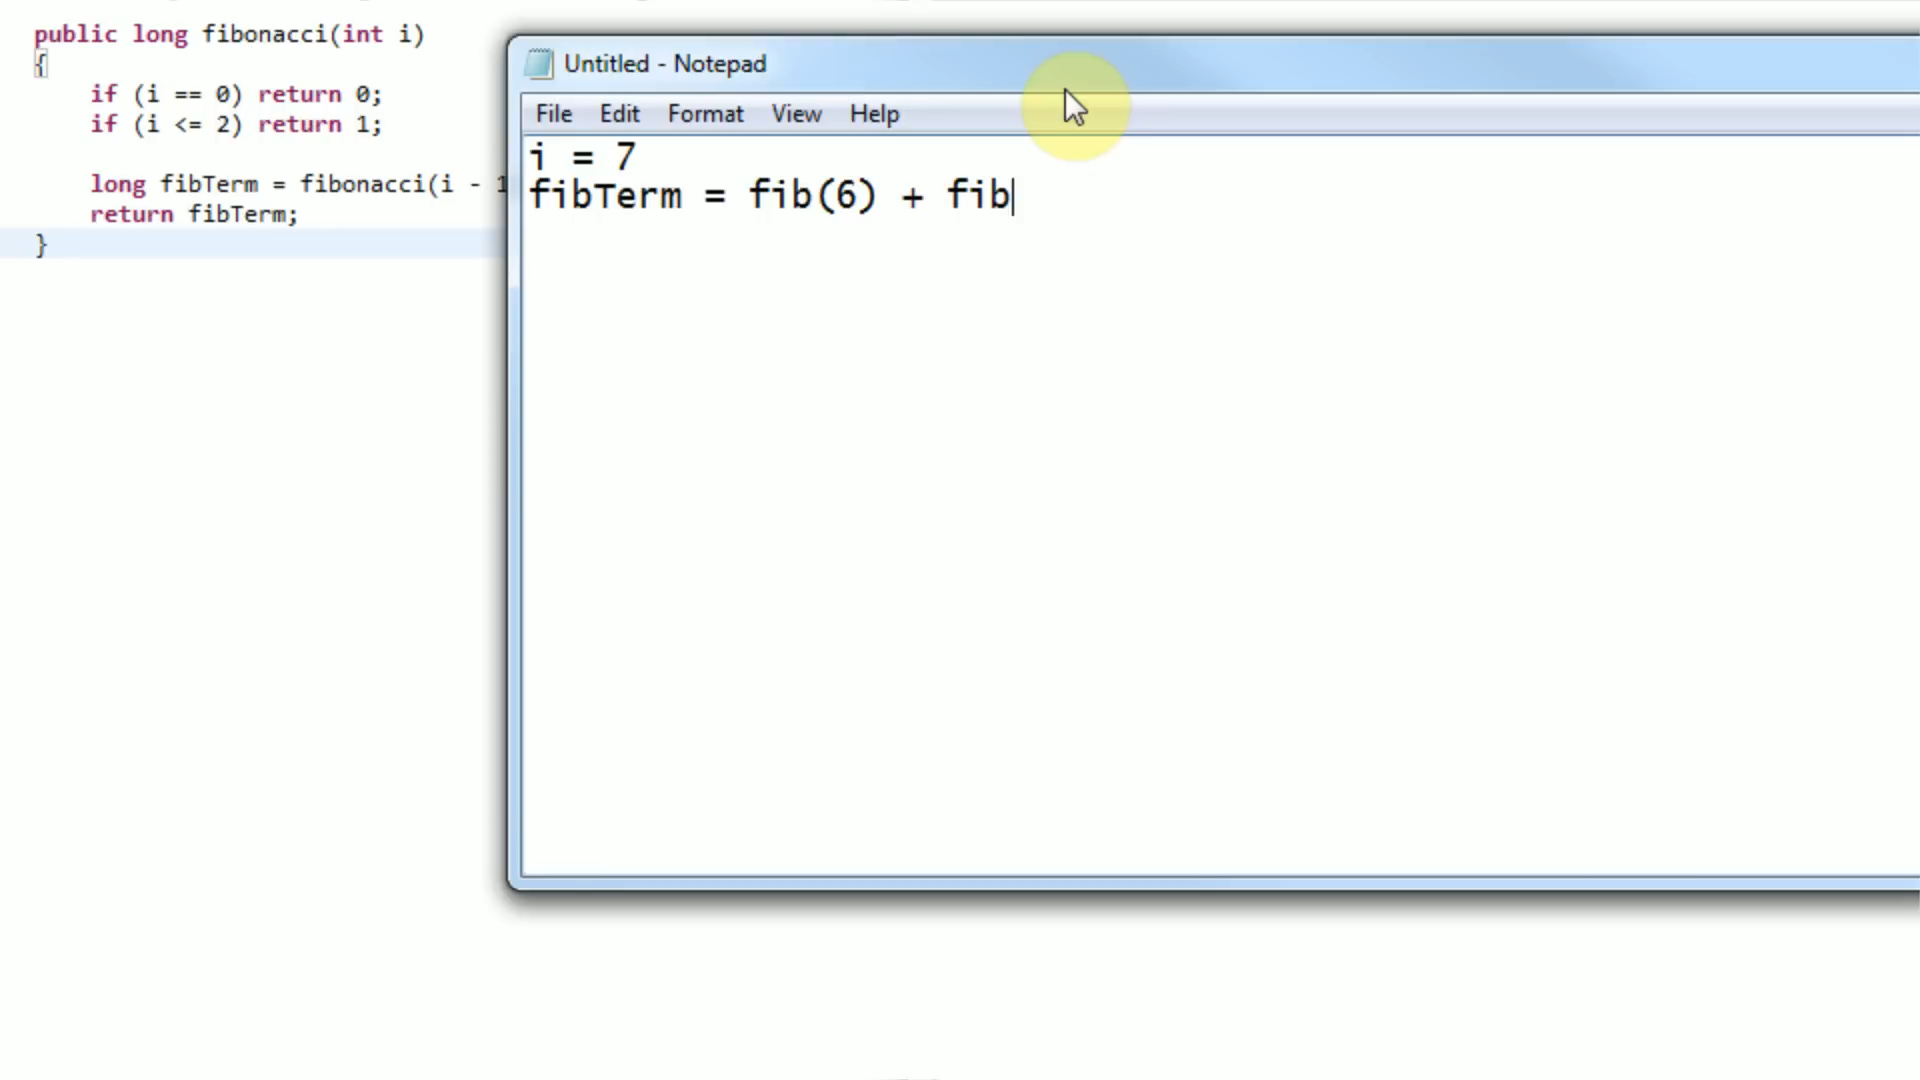 public long fibonacci(int i)
{
if (i == 0) return 0;
if (i <= 2) return 1;
long fibTerm = fibonacci(i - 1
return fibTerm;
}
Untitled - Notepad
File Edit Format View Help
i = 7
fibTerm = fib(6) + fib